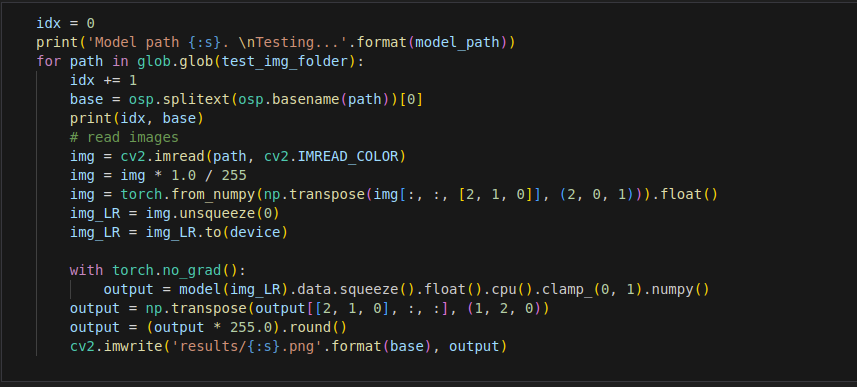 idx = 0
print('Model path {:s}. \nTesting...'.format(model_path))
for path in glob.glob(test_img_folder):
    idx += 1
    base = osp.splitext(osp.basename(path))[0]
    print(idx, base)
    # read images
    img = cv2.imread(path, cv2.IMREAD_COLOR)
    img = img * 1.0 / 255
    img = torch.from_numpy(np.transpose(img[:, :, [2, 1, 0]], (2, 0, 1))).float()
    img_LR = img.unsqueeze(0)
    img_LR = img_LR.to(device)

    with torch.no_grad():
        output = model(img_LR).data.squeeze().float().cpu().clamp_(0, 1).numpy()
    output = np.transpose(output[[2, 1, 0], :, :], (1, 2, 0))
    output = (output * 255.0).round()
    cv2.imwrite('results/{:s}.png'.format(base), output)